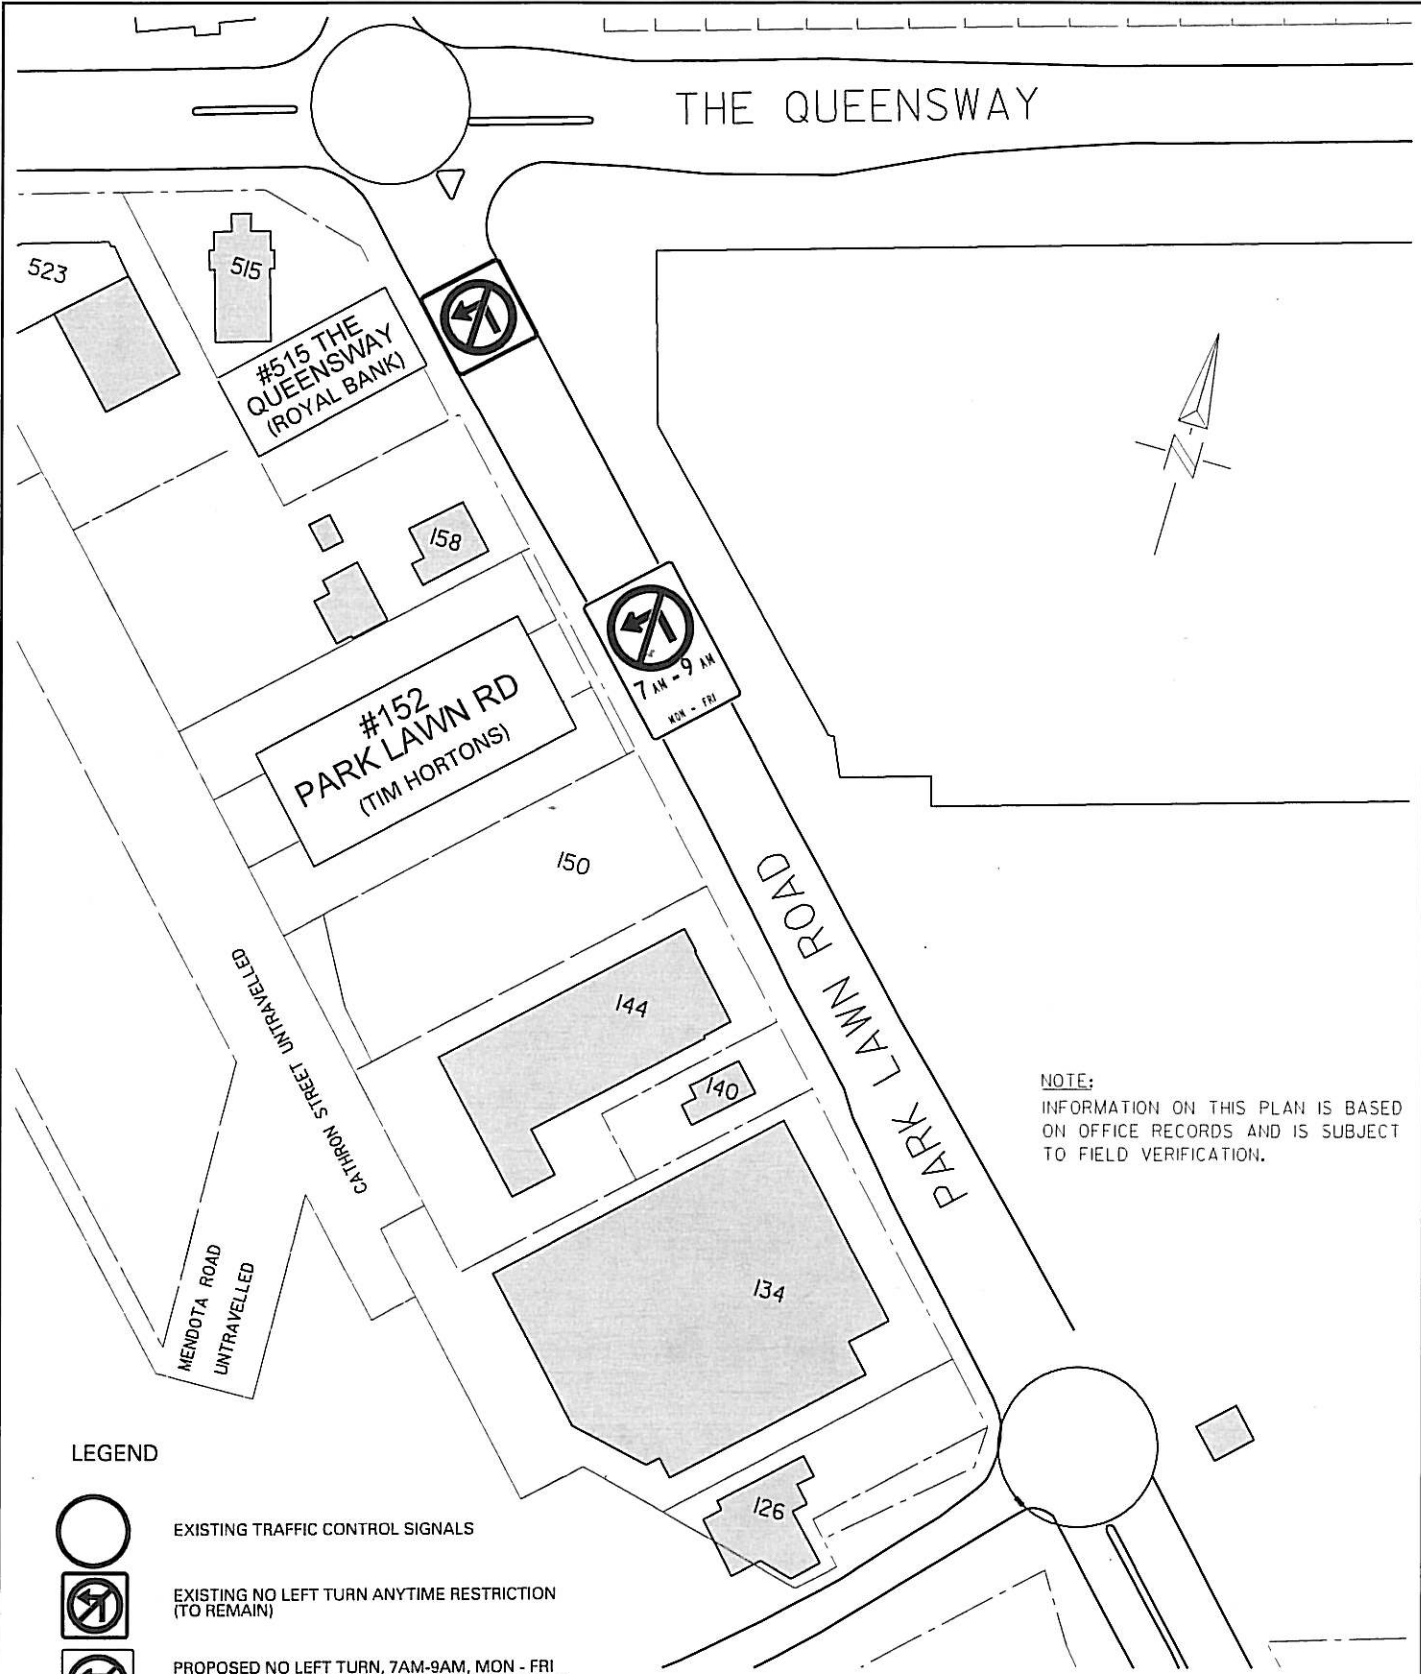 THE QUEENSWAY
523
515
#515 THE
QUEENSWAY
(ROYAL BANK)
158
7 AM - 9 AM
MON - FRI
#152
PARK LAWN RD
(TIM HORTONS)
N
150
PARK LAWN ROAD
144
CATHRON STREET UNTRAVELLED
140
NOTE:
INFORMATION ON THIS PLAN IS BASED
ON OFFICE RECORDS AND IS SUBJECT
TO FIELD VERIFICATION.
134
MENDOTA ROAD
UNTRAVELLED
126
LEGEND
EXISTING TRAFFIC CONTROL SIGNALS
EXISTING NO LEFT TURN ANYTIME RESTRICTION
(TO REMAIN)
PROPOSED NO LEFT TURN, 7AM-9AM, MON - FRI